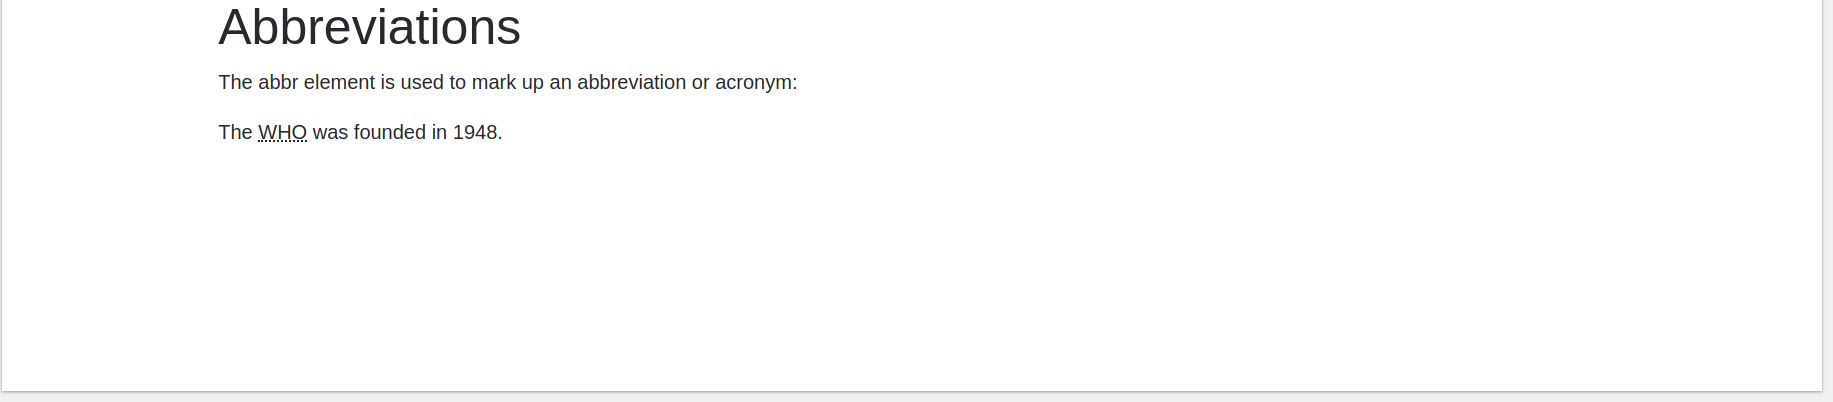 Abbreviations
The abbr element is used to mark up an abbreviation or acronym:
The WHO was founded in 1948.